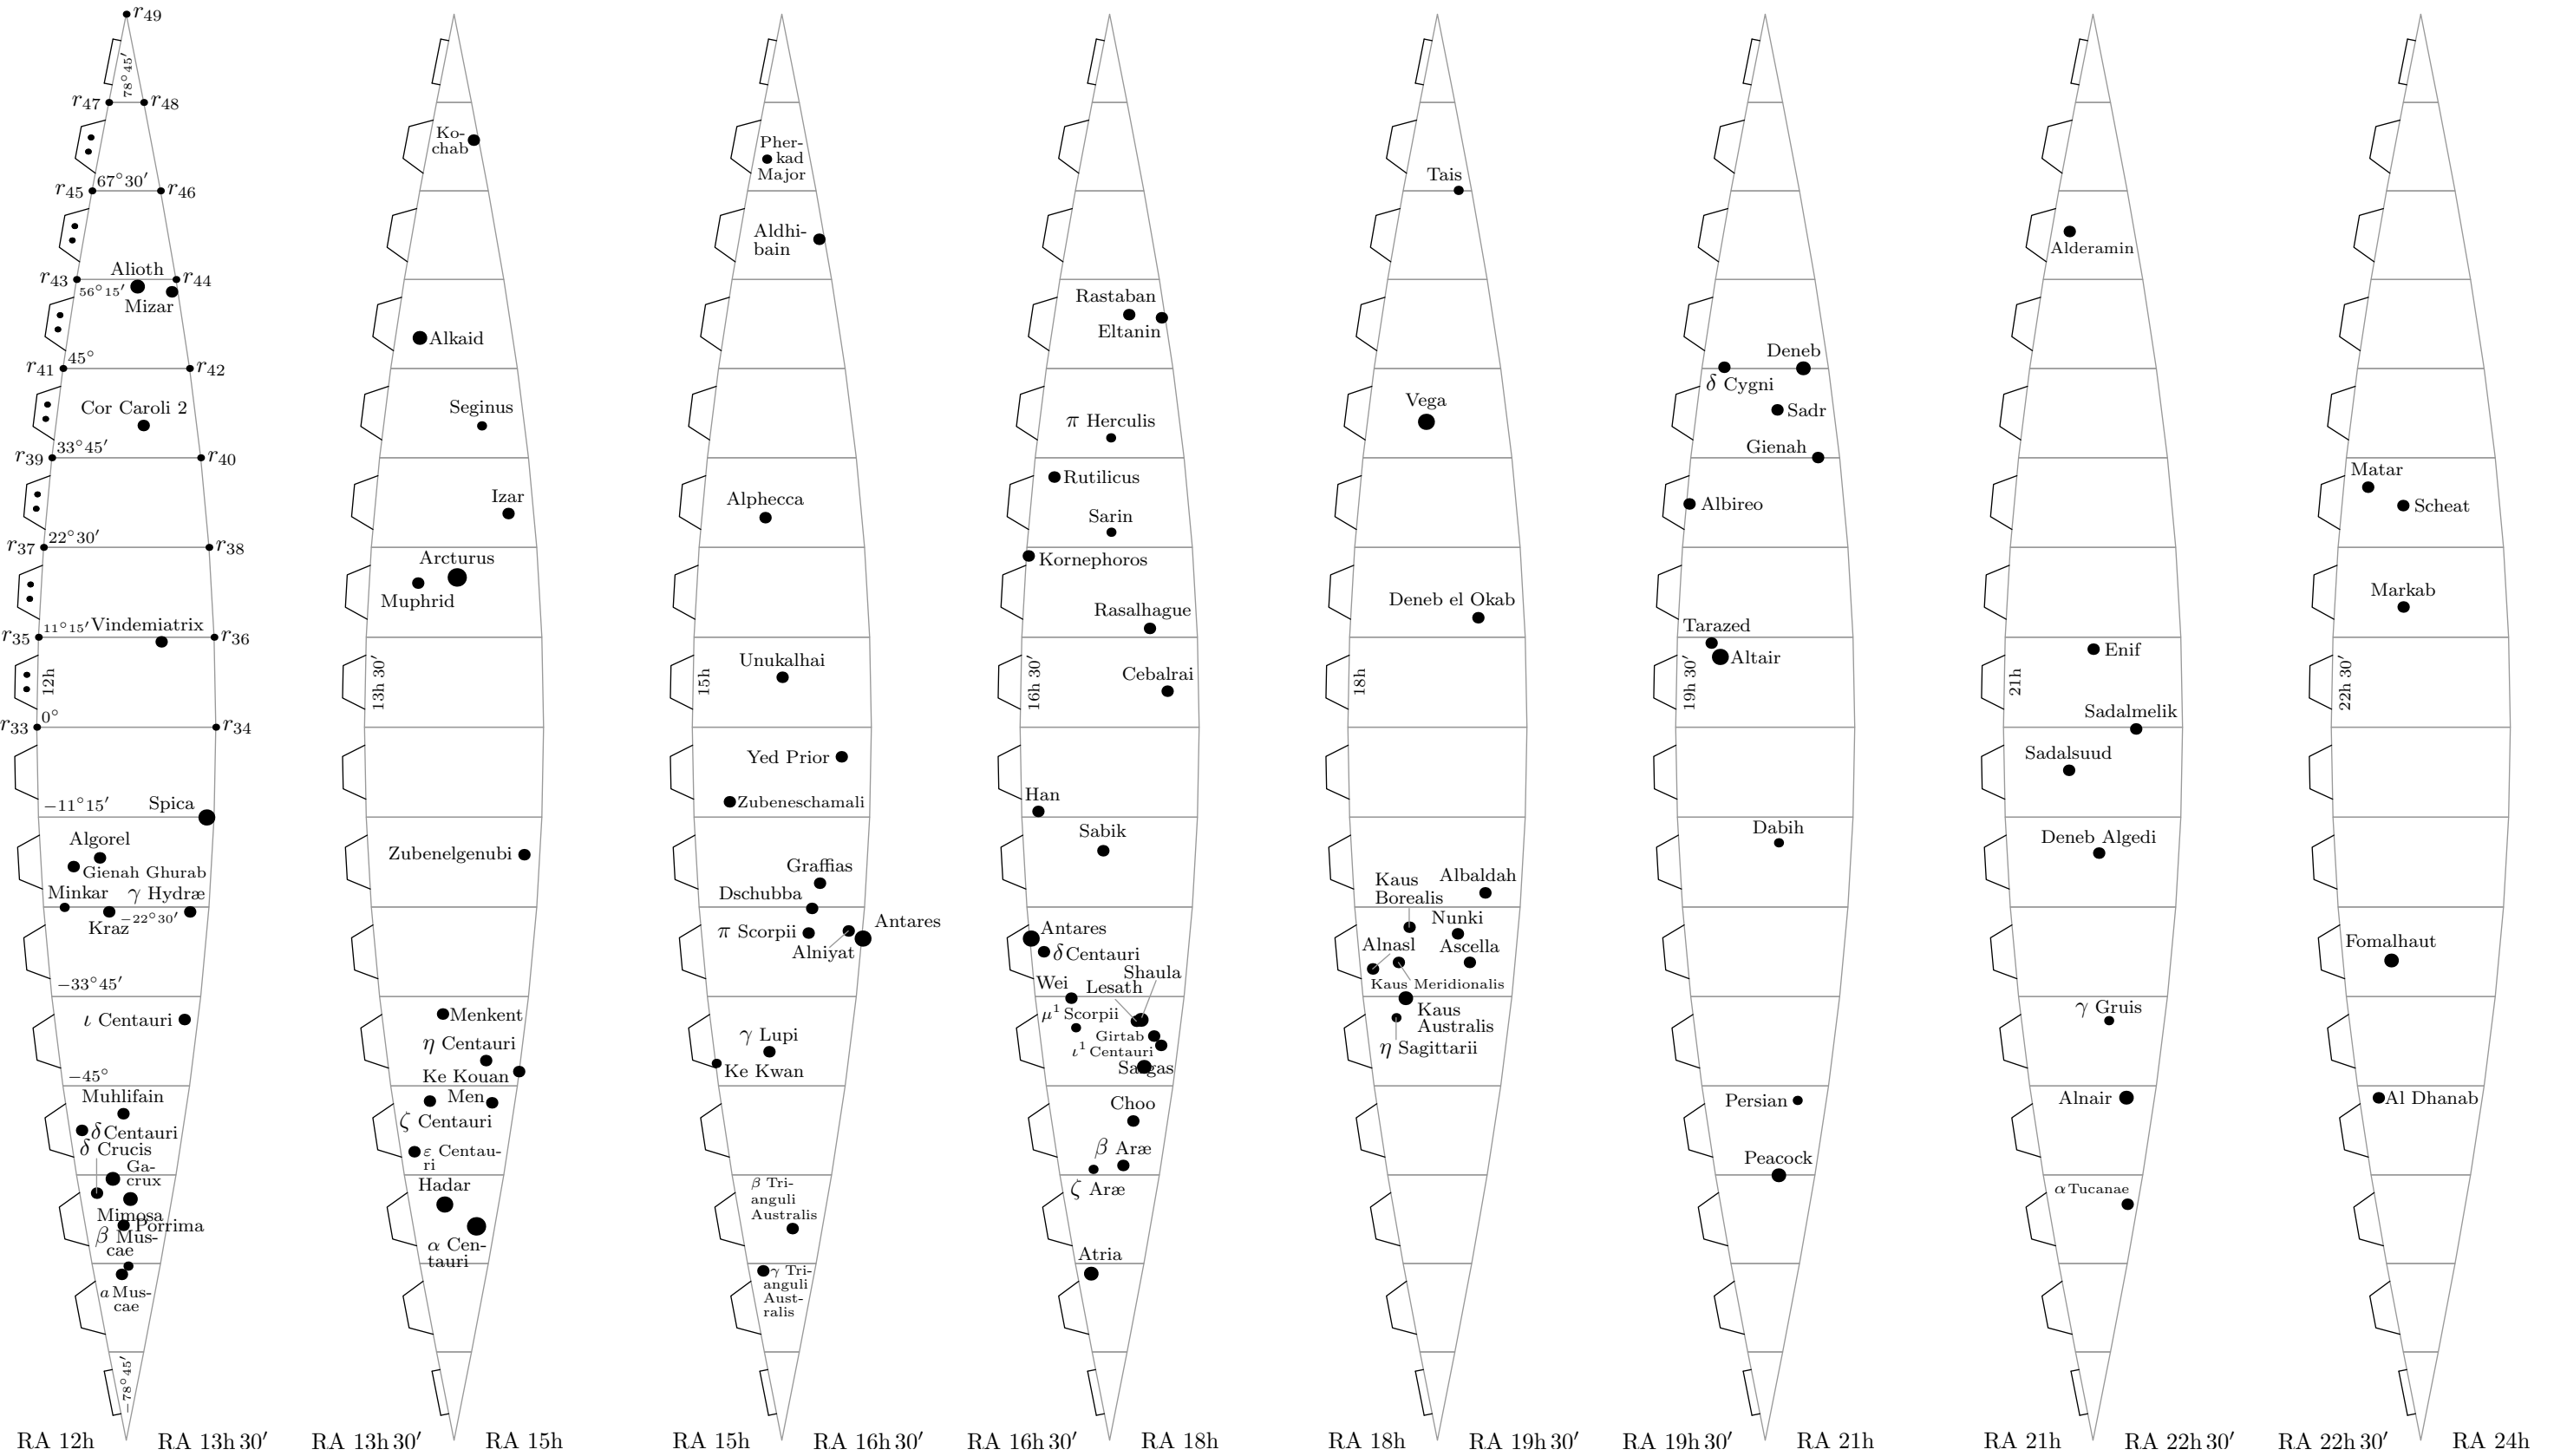 r49
78°45′
r47
r48
67°30′
r45
r46
Alioth
r43
r44
56°15′
Mizar
45°
r41
r42
Cor Caroli 2
33°45′
r39
r40
22°30′
r37
r38
11°15′
Vindemiatrix
r35
r36
12h
0°
r33
r34
−11°15′
Spica
Algorel
Gienah Ghurab
Minkar
γ Hydræ
Kraz
−22°30′
−33°45′
ι Centauri
−45°
Muhlifain
δ Centauri
δ Crucis
Ga-
crux
Mimosa
Porrima
β Mus-
cae
a Mus-
cae
−78°45′
RA 12h
RA 13h 30′
Ko-
chab
Alkaid
Seginus
Izar
Arcturus
Muphrid
13h 30′
Zubenelgenubi
Menkent
η Centauri
Ke Kouan
Men
ζ Centauri
ε Centau-
ri
Hadar
α Cen-
tauri
RA 13h 30′
RA 15h
Pher-
kad
Major
Aldhi-
bain
Alphecca
Unukalhai
15h
Yed Prior
Zubeneschamali
Graffias
Dschubba
π Scorpii
Antares
Alniyat
γ Lupi
Ke Kwan
β Tri-
anguli
Australis
γ Tri-
anguli
Aust-
ralis
RA 15h
RA 16h 30′
Rastaban
Eltanin
π Herculis
Rutilicus
Sarin
Kornephoros
Rasalhague
Cebalrai
16h 30′
Han
Sabik
Antares
δ Centauri
Shaula
Wei
Lesath
μ1 Scorpii
Girtab
ι1 Centauri
Sargas
Choo
β Aræ
ζ Aræ
Atria
RA 16h 30′
RA 18h
Tais
Vega
Deneb el Okab
18h
Kaus
Borealis
Albaldah
Nunki
Alnasl
Ascella
Kaus Meridionalis
Kaus
Australis
η Sagittarii
RA 18h
RA 19h 30′
Deneb
δ Cygni
Sadr
Gienah
Albireo
Tarazed
Altair
19h 30′
Dabih
Persian
Peacock
RA 19h 30′
RA 21h
Alderamin
Enif
21h
Sadalmelik
Sadalsuud
Deneb Algedi
γ Gruis
Alnair
α Tucanae
RA 21h
RA 22h 30′
Matar
Scheat
Markab
22h 30′
Fomalhaut
Al Dhanab
RA 22h 30′
RA 24h